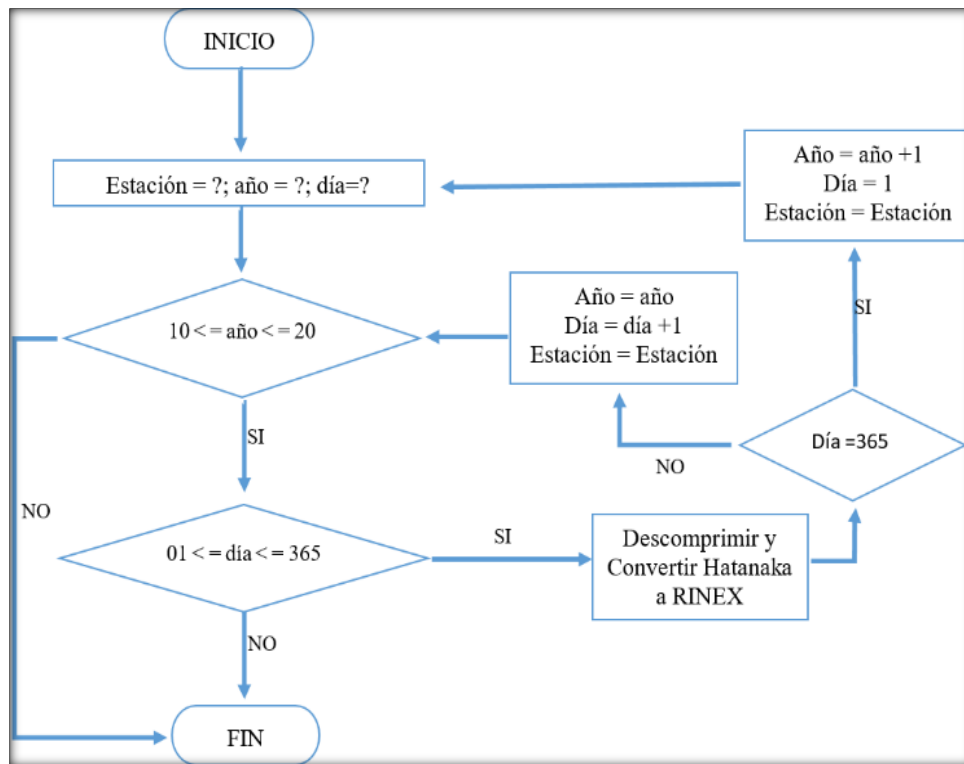 INICIO
Estación = ?; año = ?; día=?
Año = año +1
Día = 1
Estación = Estación
10 < = año < = 20
Año = año
Día = día +1
Estación = Estación
SI
Día =365
NO
SI
NO
01 < = día < = 365
SI
Descomprimir y
Convertir Hatanaka
a RINEX
NO
FIN